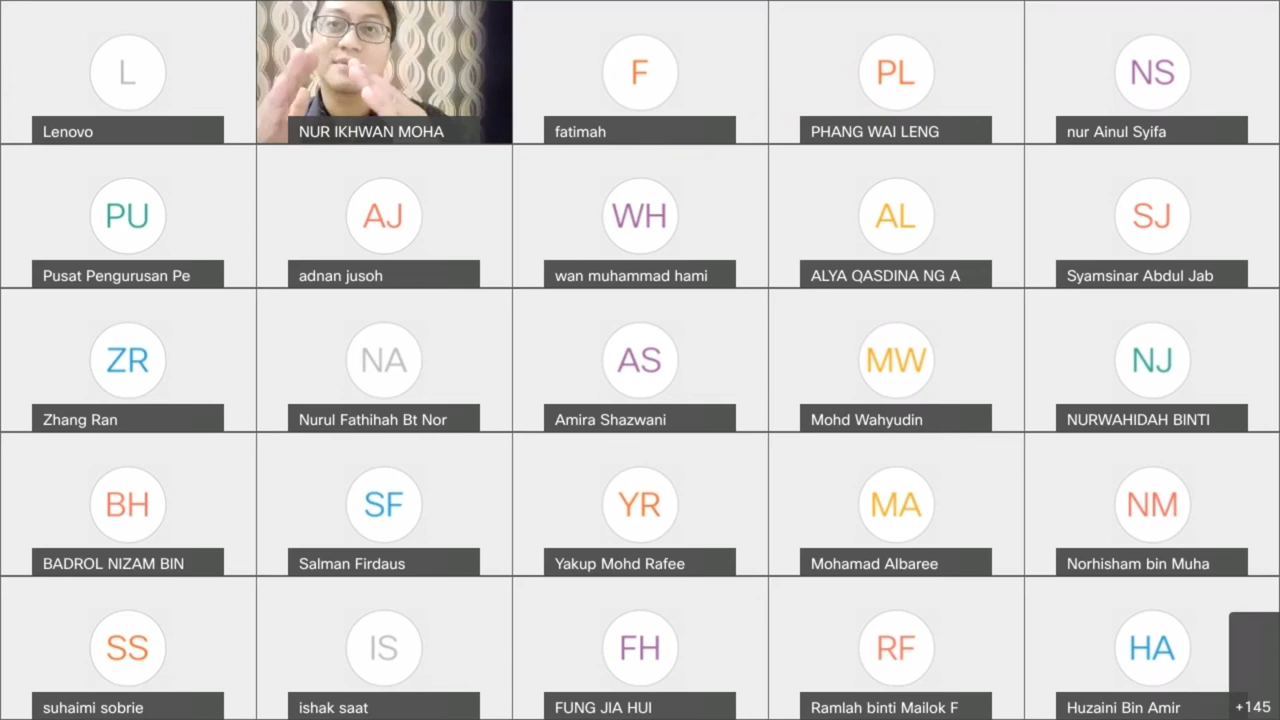 L
Lenovo
NUR IKHWAN MOHA
F
fatimah
PL
PHANG WAI LENG
NS
nur Ainul Syifa
PU
Pusat Pengurusan Pe
AJ
adnan jusoh
WH
wan muhammad hami
AL
ALYA QASDINA NG A
SJ
Syamsinar Abdul Jab
ZR
Zhang Ran
NA
Nurul Fathihah Bt Nor
AS
Amira Shazwani
MW
Mohd Wahyudin
NJ
NURWAHIDAH BINTI
BH
BADROL NIZAM BIN
SF
Salman Firdaus
YR
Yakup Mohd Rafee
MA
Mohamad Albaree
NM
Norhisham bin Muha
SS
suhaimi sobrie
IS
ishak saat
FH
FUNG JIA HUI
RF
Ramlah binti Mailok F
HA
Huzaini Bin Amir
+145